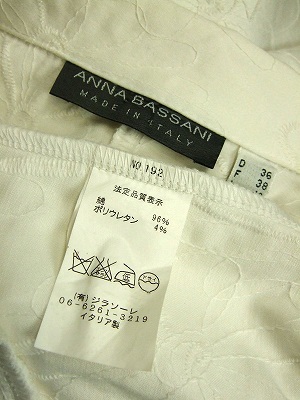 ANNA BASSANI
MADE IN ITALY
D 36
F 38
NO 192
法定品質表示
綿 96%
ポリウレタン 4%
(有)ジラソーレ
06-6261-3219
イタリア製